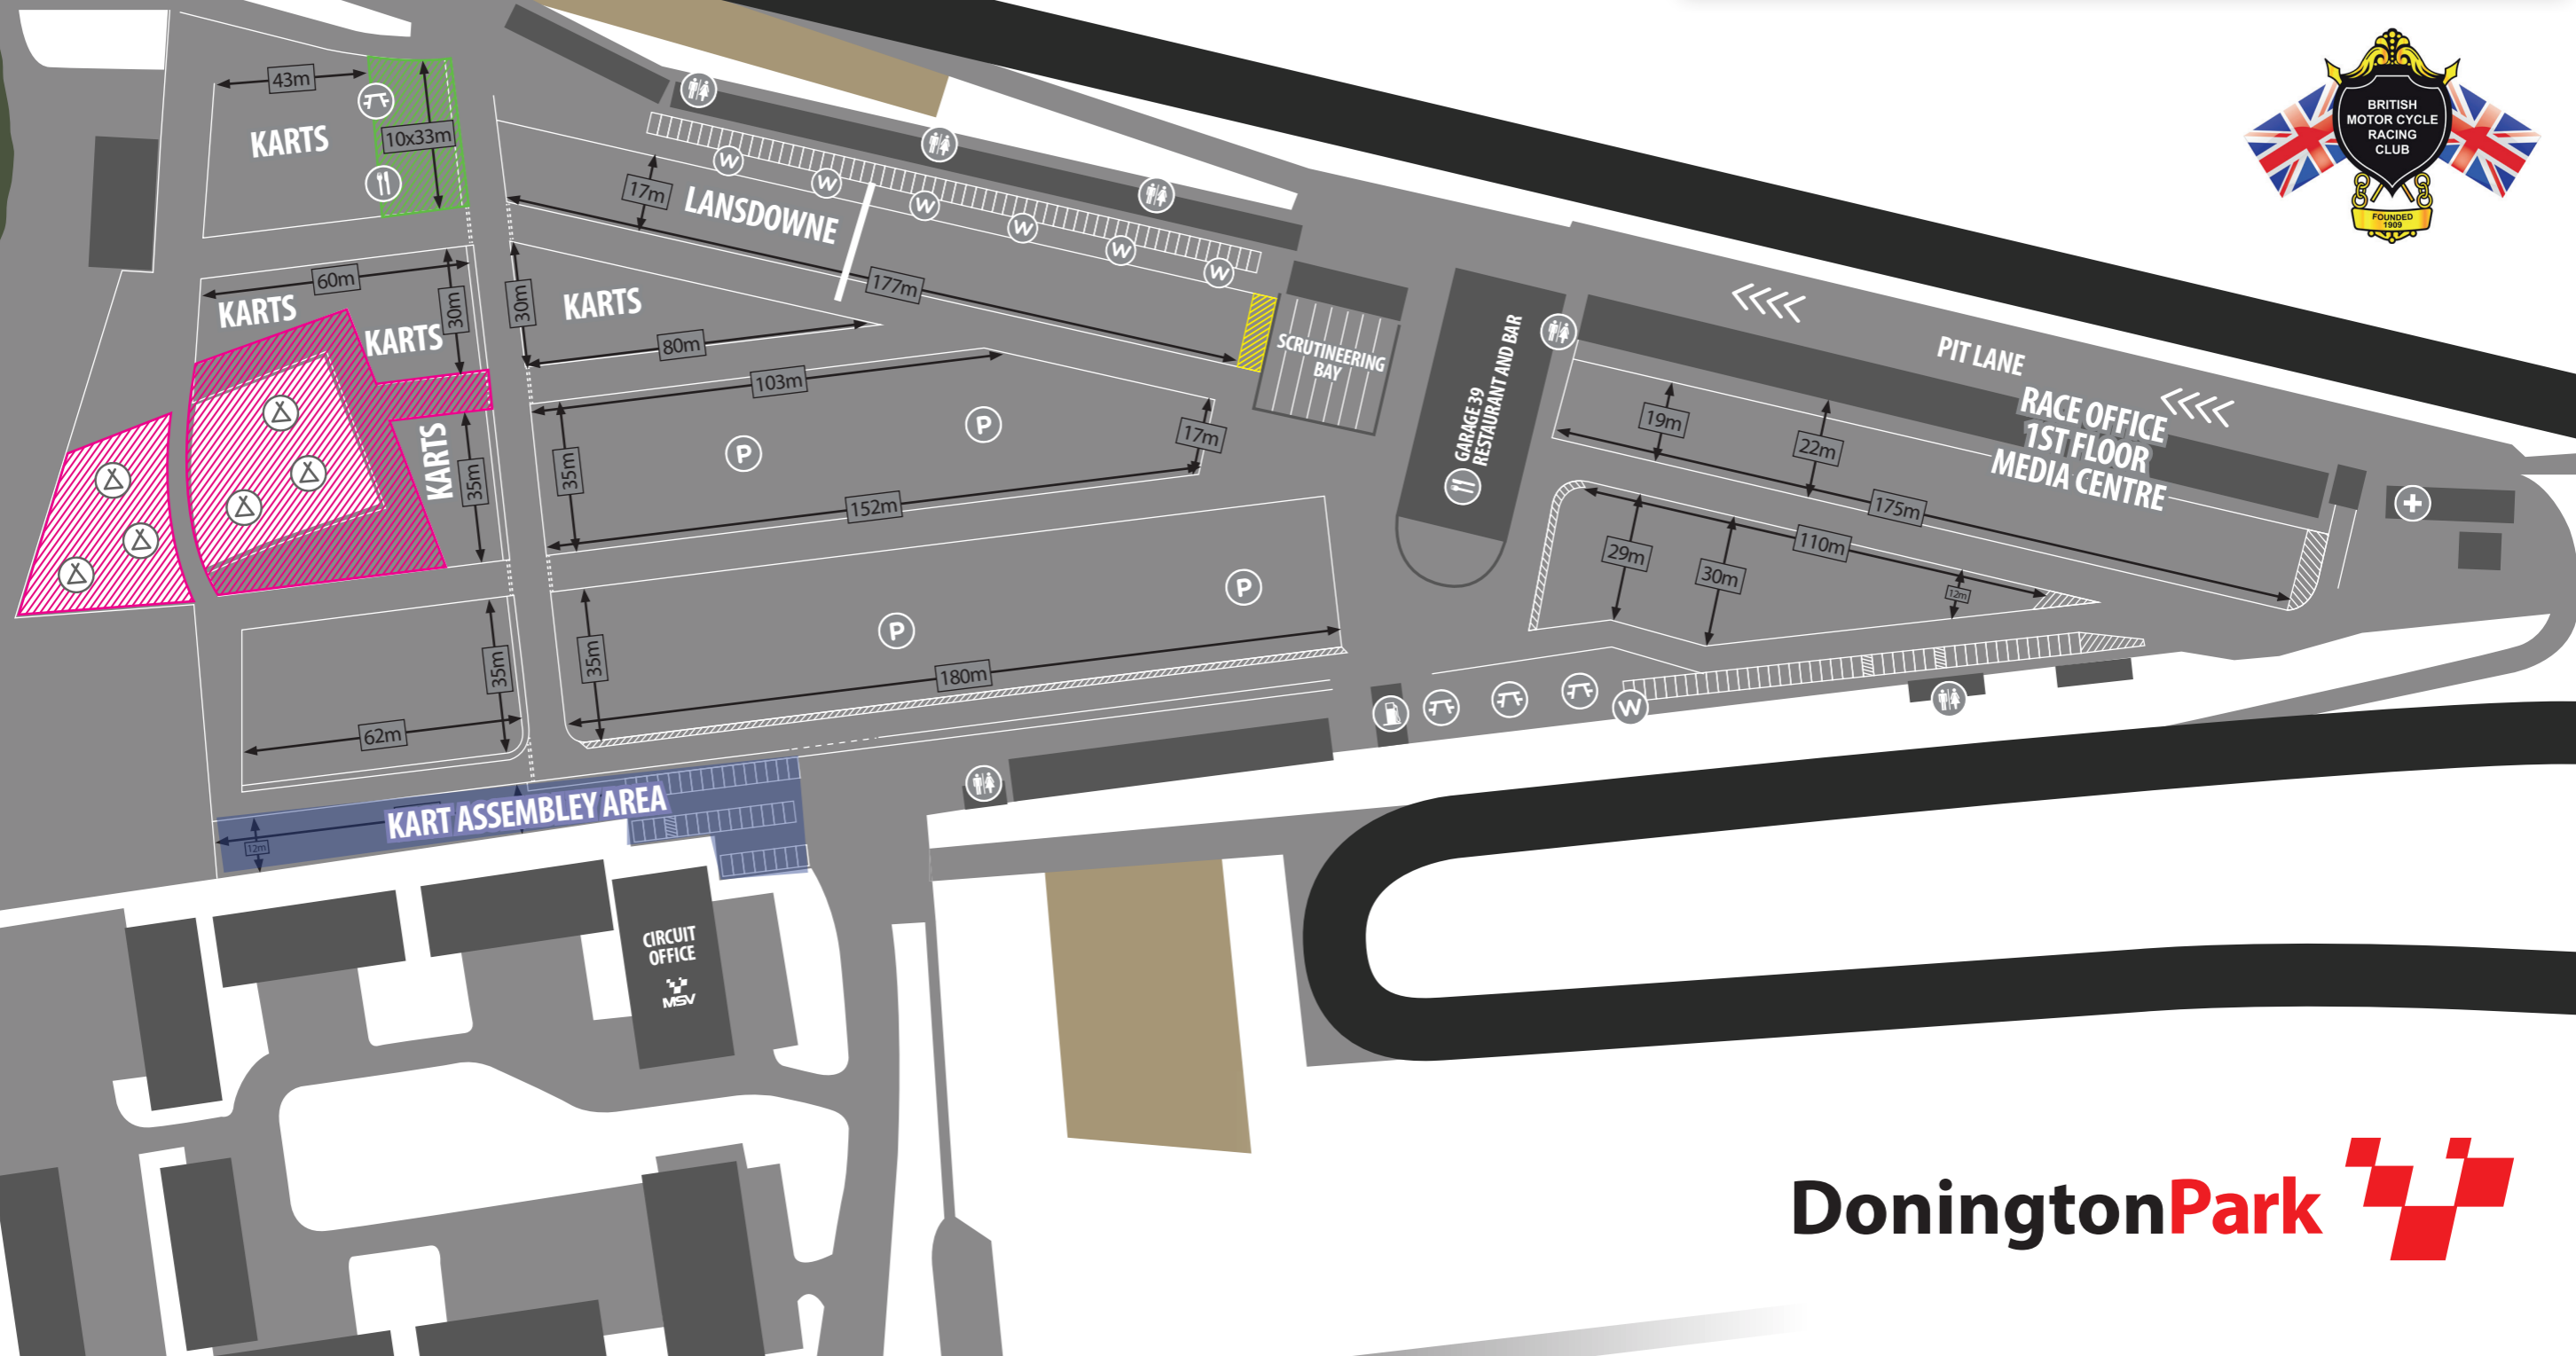 BRITISH
MOTOR CYCLE
RACING
CLUB
FOUNDED
1909
43m
KARTS
10x33m
W
W
W
W
W
W
17m
LANSDOWNE
177m
60m
KARTS
KARTS
30m
30m
KARTS
80m
SCRUTINEERING
BAY
GARAGE 39
RESTAURANT AND BAR
PIT LANE
RACE OFFICE
1ST FLOOR
MEDIA CENTRE
19m
22m
175m
110m
29m
30m
12m
103m
P
P
17m
35m
152m
KARTS
35m
P
P
35m
180m
35m
62m
W
KART ASSEMBLEY AREA
12m
CIRCUIT
OFFICE
MSV
DoningtonPark